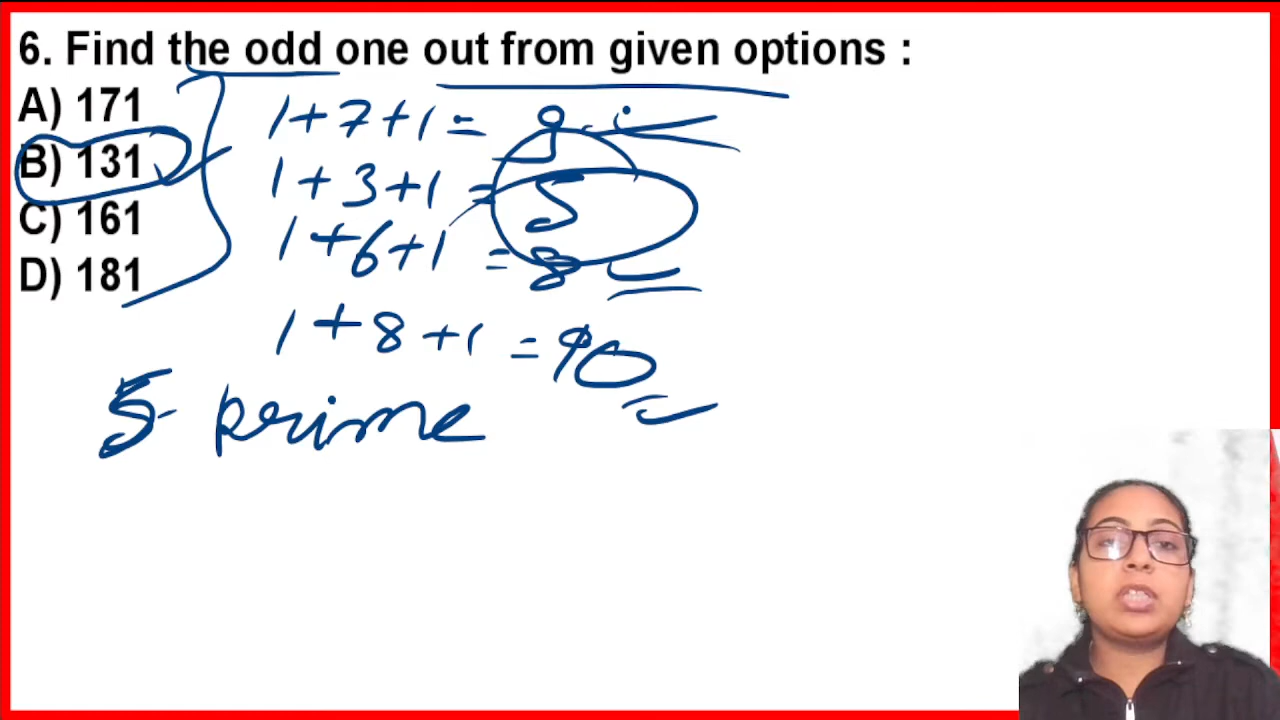 6. Find the odd one out from given options :
A) 171
B) 131
C) 161
D) 181
1+7+1= 9
1+3+1= 5
1+6+1 =8
1+8+1 =10
5- prime